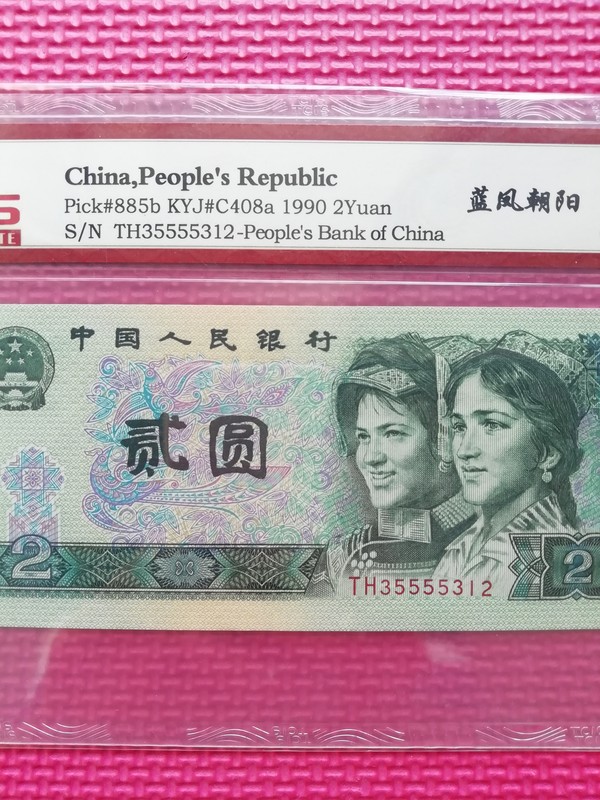 China,People's Republic
Pick#885b KYJ#C408a 1990 2Yuan
S/N TH35555312-People's Bank of China
蓝凤朝阳
中国人民银行
贰圆
2
2
TH35555312